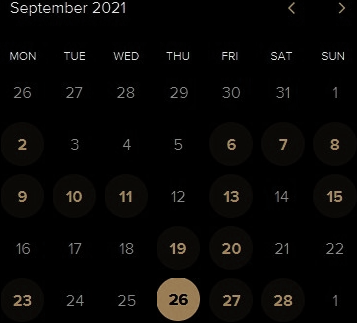 September 2021
MON TUE WED THU FRI SAT SUN
26 27 28 29 30 31 1
2 3 4 5 6 7 8
9 10 11 12 13 14 15
16 17 18 19 20 21 22
23 24 25 26 27 28 1